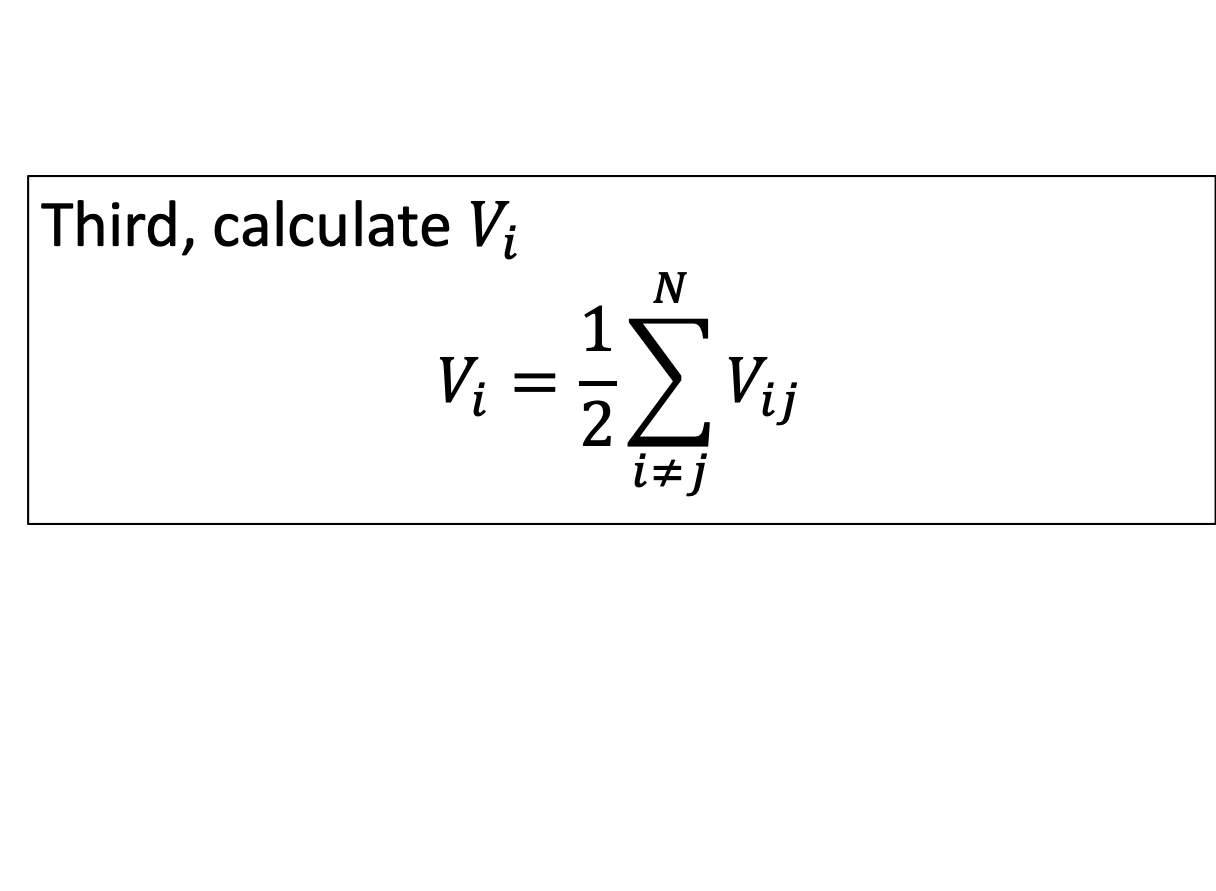 Third, calculate $V_i$
$V_i = \frac{1}{2} \sum_{i \neq j}^{N} V_{ij}$